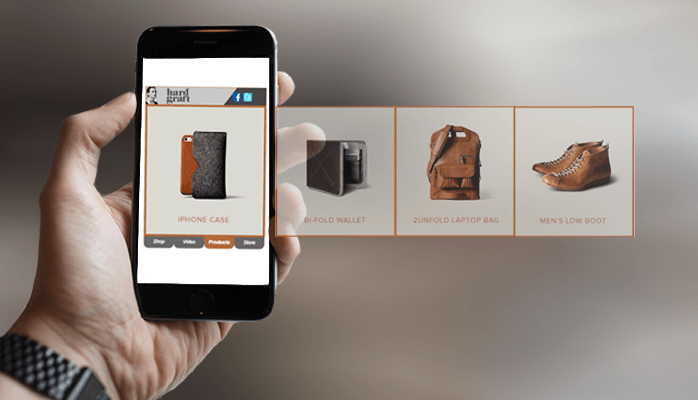 hard
graft
f
IPHONE CASE
BI-FOLD WALLET
2UNFOLD LAPTOP BAG
MEN'S LOW BOOT
Shop
Video
Products
Store